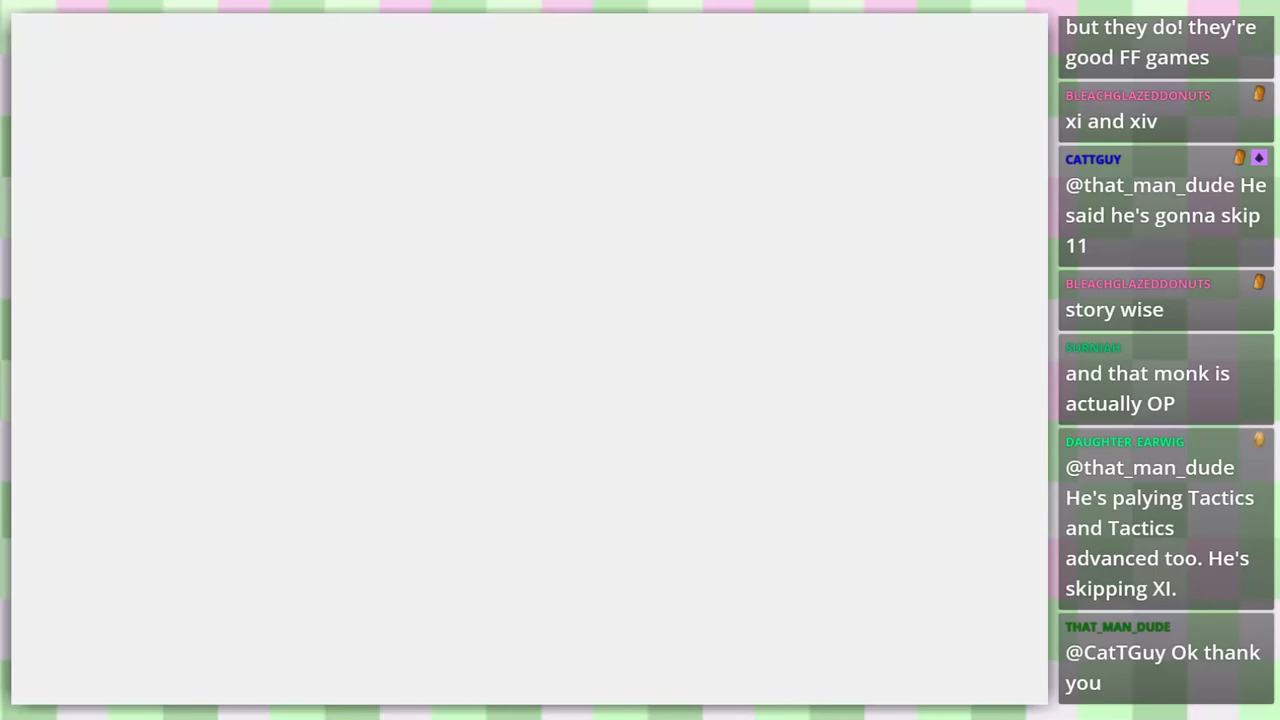 but they do! they're
good FF games
BLEACHGLAZEDDONUTS
xi and xiv
CATTGUY
@that_man_dude He
said he's gonna skip
11
BLEACHGLAZEDDONUTS
story wise
SURNIAH
and that monk is
actually OP
DAUGHTER_EARWIG
@that_man_dude
He's palying Tactics
and Tactics
advanced too. He's
skipping XI.
THAT_MAN_DUDE
@CatTGuy Ok thank
you